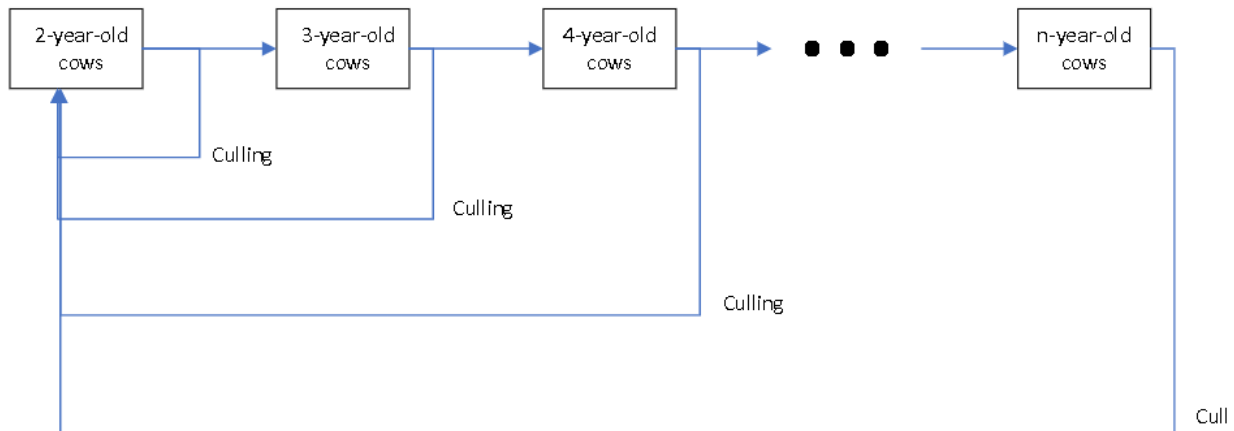 2-year-old
cows
3-year-old
cows
4-year-old
cows
n-year-old
cows
Culling
Culling
Culling
Cull